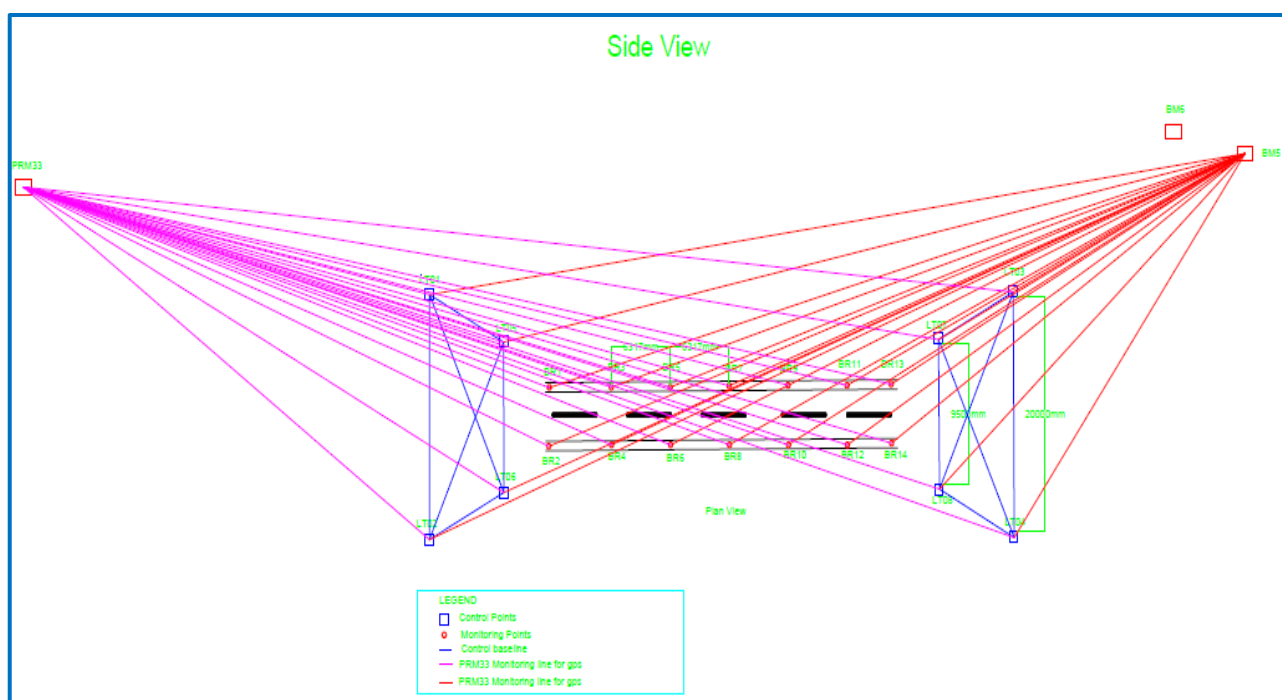 Side View
BM6
BM5
PRM33
LT01
LT03
BR11
BR13
9500mm
20000mm
BR2
BR4
BR6
BR8
BR10
BR12
BR14
LT06
LT02
LT04
Plan View
LEGEND
Control Points
Monitoring Points
Control baseline
PRM33 Monitoring line for gps
PRM33 Monitoring line for gps